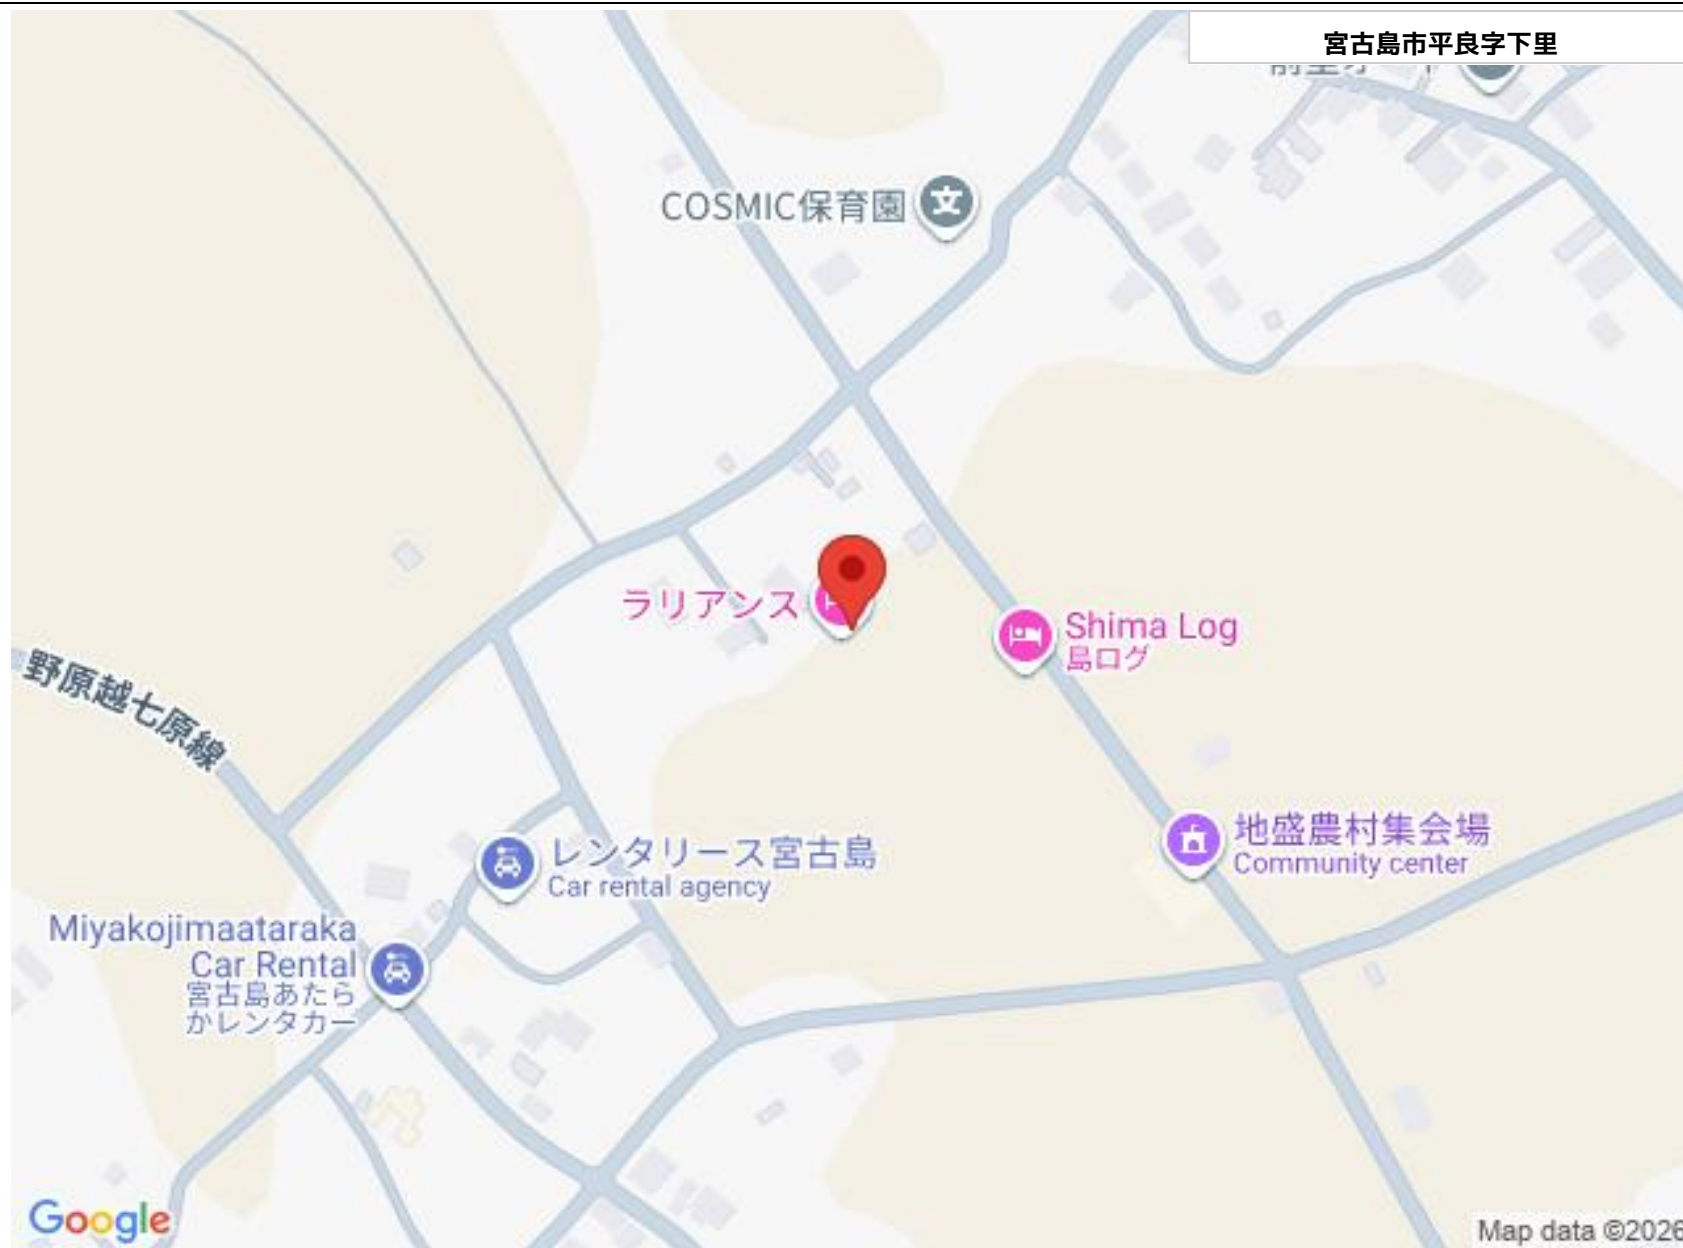 宮古島市平良字下里
COSMIC保育園
ラリアンス
Shima Log
島ログ
野原越七原線
地盛農村集会場
Community center
レンタリース宮古島
Car rental agency
Miyakojimaataraka
Car Rental
宮古島あたら
かレンタカー
Google
Map data ©2026